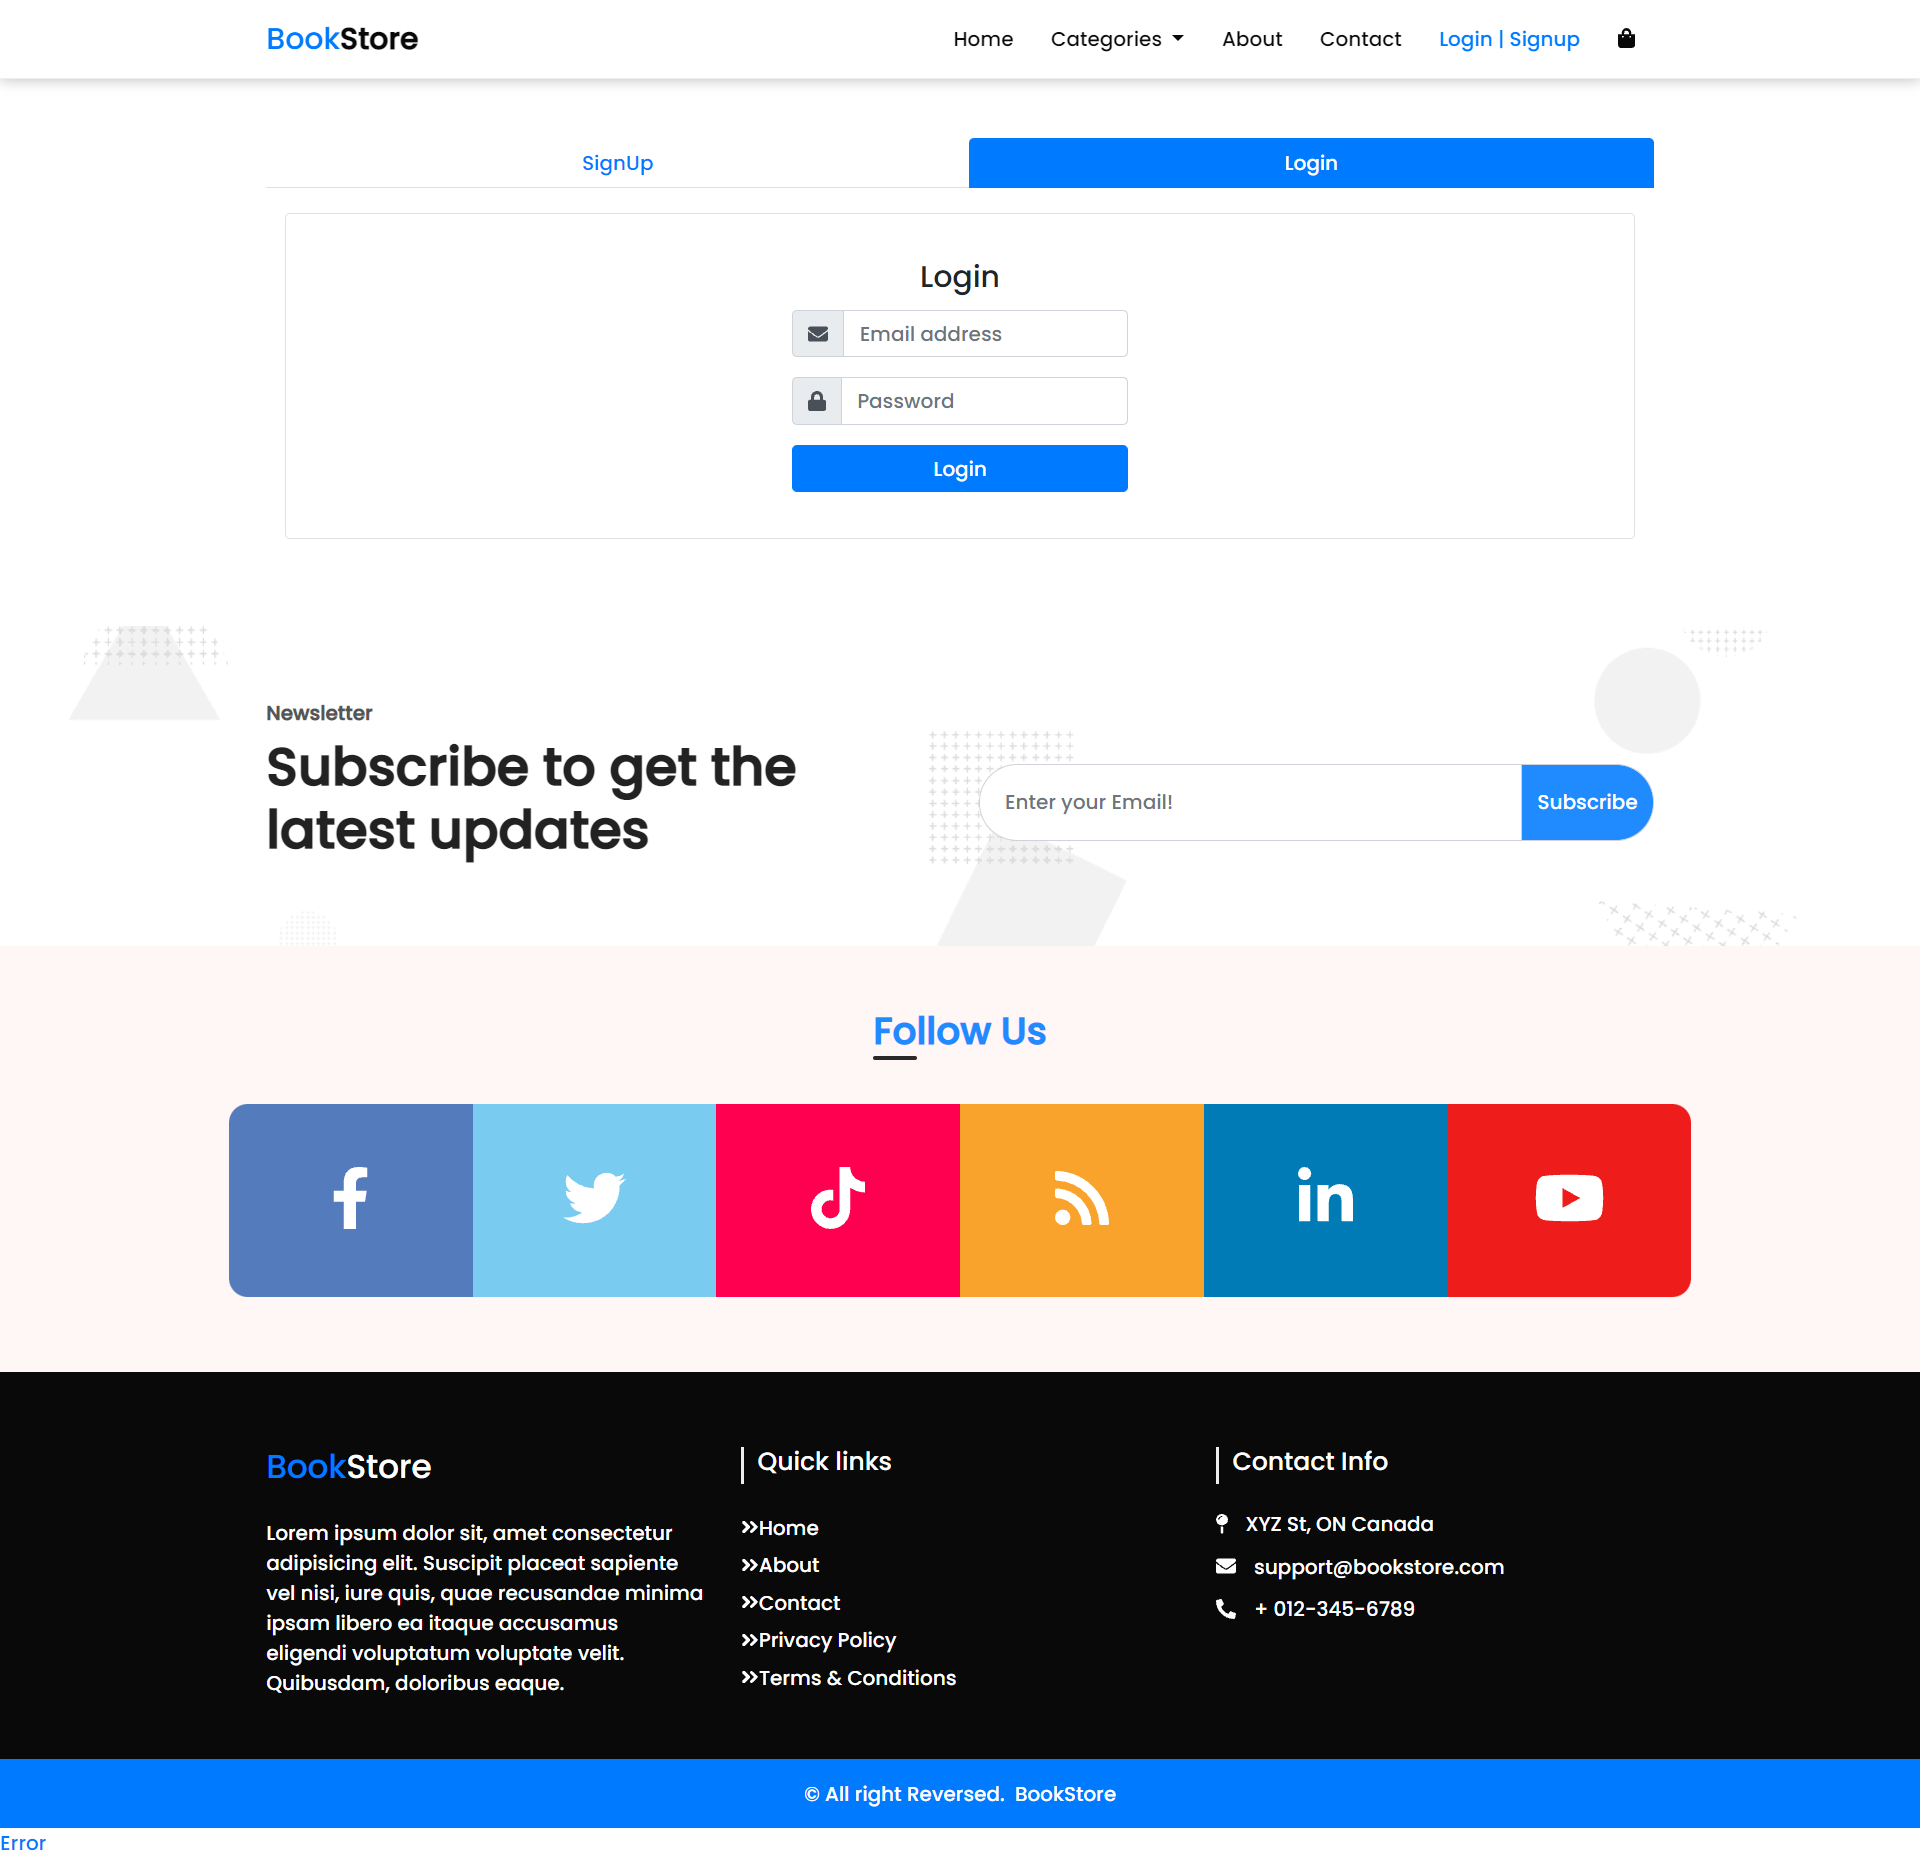 BookStore
Home Categories About Contact Login | Signup
SignUp Login
Login
Email address
Password
Login
Newsletter
Subscribe to get the
latest updates
Enter your Email! Subscribe
Follow Us
BookStore
Lorem ipsum dolor sit, amet consectetur
adipisicing elit. Suscipit placeat sapiente
vel nisi, iure quis, quae recusandae minima
ipsam libero ea itaque accusamus
eligendi voluptatum voluptate velit.
Quibusdam, doloribus eaque.
Quick links
Home
About
Contact
Privacy Policy
Terms & Conditions
Contact Info
XYZ St, ON Canada
support@bookstore.com
+ 012-345-6789
© All right Reversed. BookStore
Error